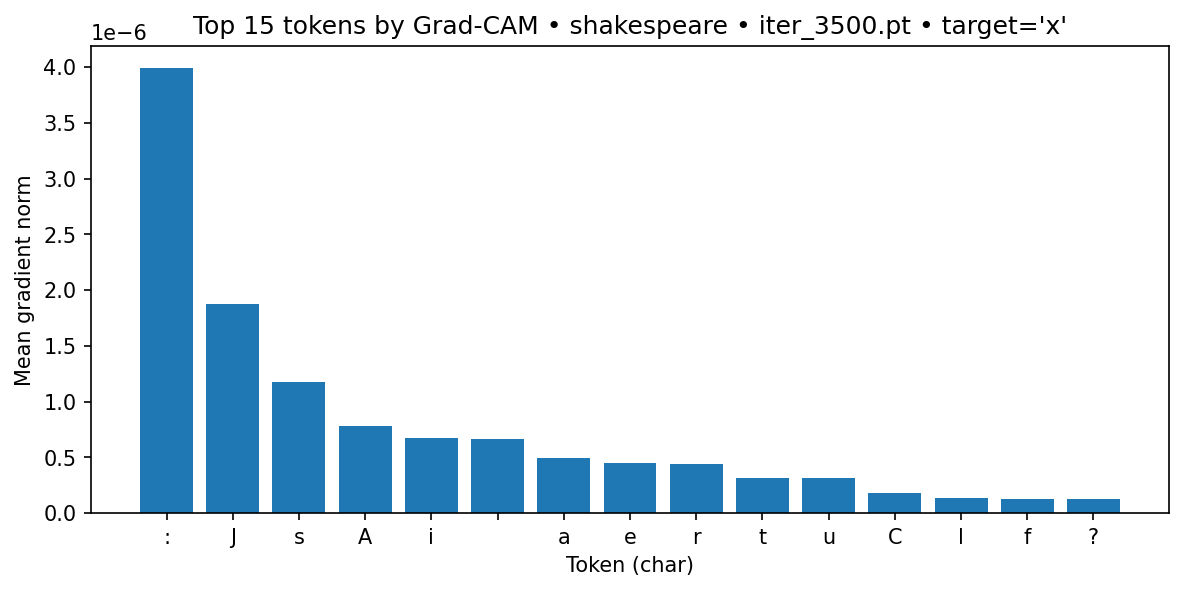 Top 15 tokens by Grad-CAM • shakespeare • iter_3500.pt • target='x'
1e−6
4.0
3.5
3.0
2.5
2.0
1.5
1.0
0.5
0.0
Mean gradient norm
: J s A i a e r t u C l f ?
Token (char)